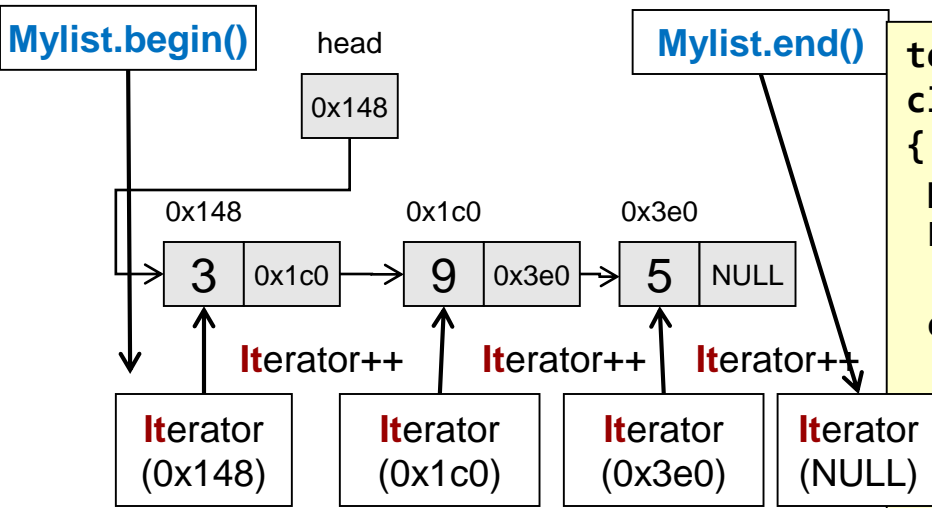 Mylist.begin()
head
Mylist.end()
0x148
0x148
0x1c0
0x3e0
3 0x1c0
9 0x3e0
5 NULL
Iterator++
Iterator++
Iterator++
Iterator
(0x148)
Iterator
(0x1c0)
Iterator
(0x3e0)
Iterator
(NULL)
{